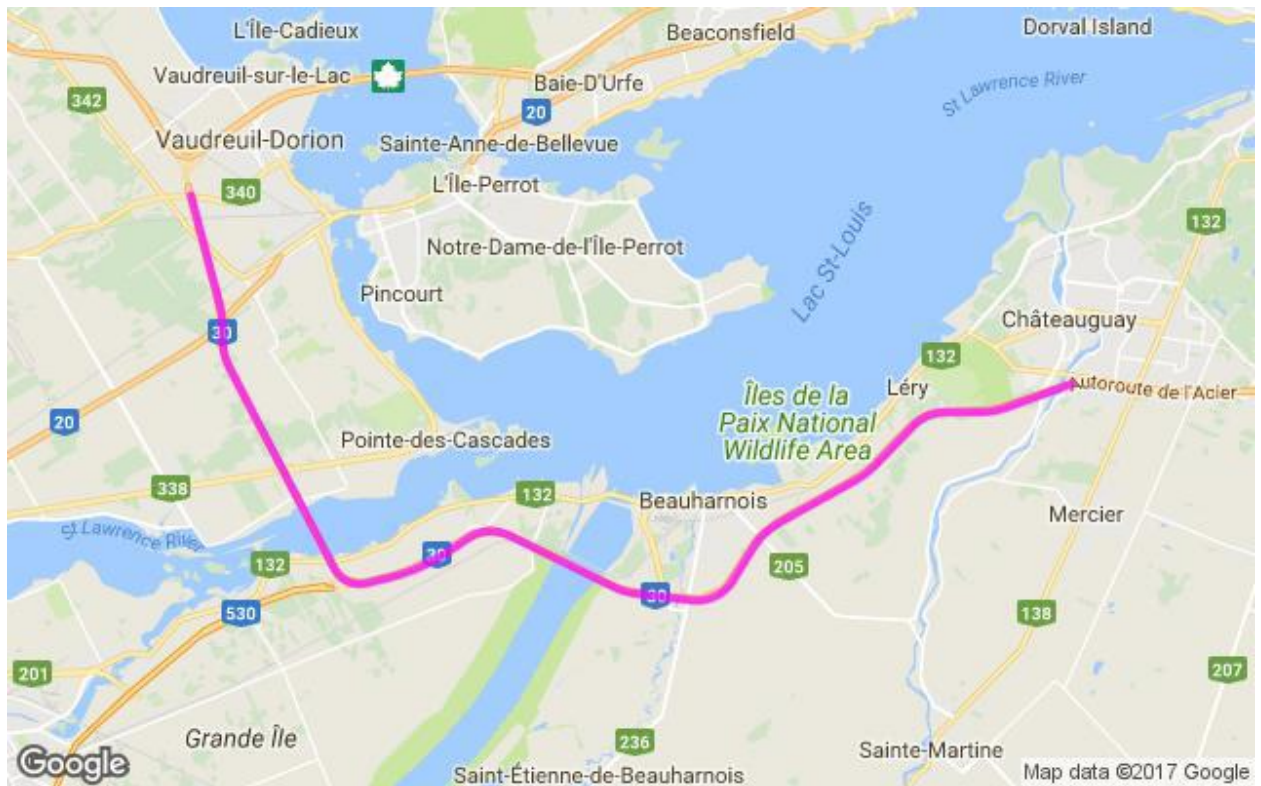 L'Île-Cadieux
Beaconsfield
Dorval Island
Vaudreuil-sur-le-Lac
Baie-D'Urfe
342
20
St Lawrence River
Vaudreuil-Dorion
Sainte-Anne-de-Bellevue
340
L'Île-Perrot
132
Notre-Dame-de-l'Île-Perrot
Lac St-Louis
Pincourt
Châteauguay
30
132
Léry
Autoroute de l'Acier
Îles de la
Paix National
Wildlife Area
20
Pointe-des-Cascades
338
132
Beauharnois
Mercier
St Lawrence River
132
30
205
30
530
138
201
207
Grande Île
236
Sainte-Martine
Saint-Étienne-de-Beauharnois
Google
Map data ©2017 Google